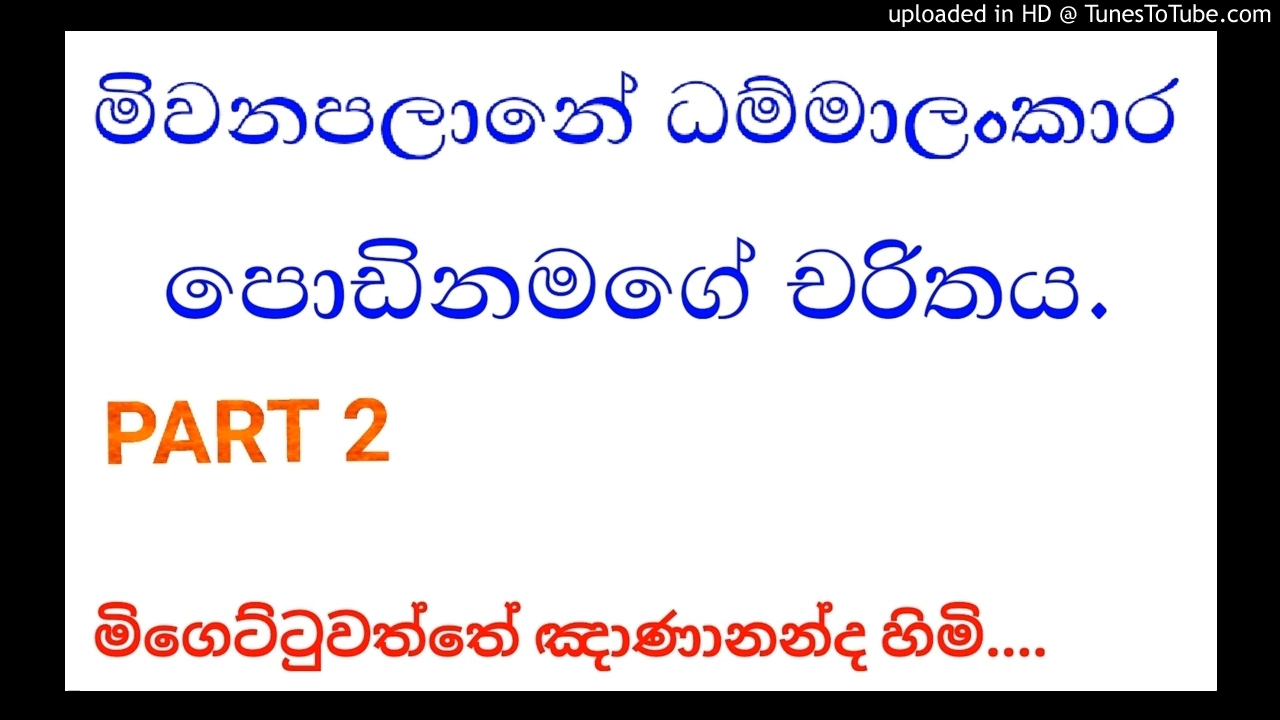 uploaded in HD @ TunesToTube.com
මිවනපලානේ ධම්මාලංකාර
පොඩිනමගේ චරිතය.
PART 2
මිගෙට්ටුවත්තේ ඤාණානන්ද හිමි....